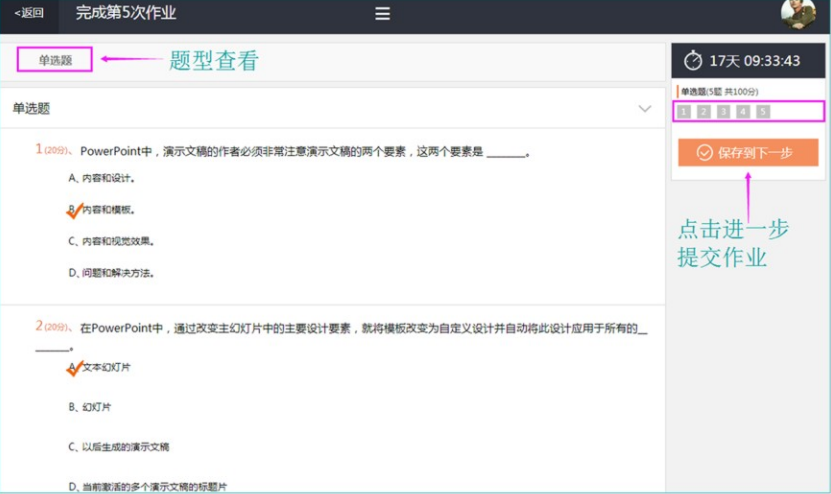 <返回 完成第5次作业
单选题 题型查看
17天 09:33:43
单选题(5题 共100分)
1 2 3 4 5
保存到下一步
点击进一步
提交作业
单选题
1(20分)、 PowerPoint中，演示文稿的作者必须非常注意演示文稿的两个要素，这两个要素是 _______。
A、内容和设计。
B、内容和模板。
C、内容和视觉效果。
D、问题和解决方法。
2(20分)、 在PowerPoint中，通过改变主幻灯片中的主要设计要素，就将模板改变为自定义设计并自动将此设计应用于所有的__
______。
A、文本幻灯片
B、幻灯片
C、以后生成的演示文稿
D、当前激活的多个演示文稿的标题片